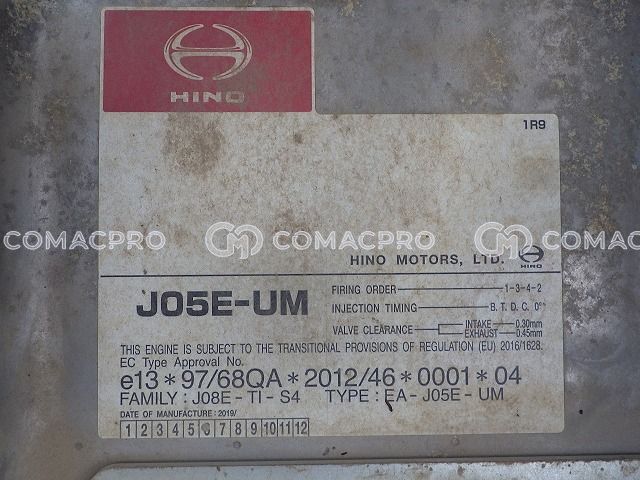 HINO
1R9
COMACPRO COMACPRO COMACPRO
HINO MOTORS, LTD. HINO
J05E-UM
FIRING ORDER 1-3-4-2
INJECTION TIMING B. T. D. C. 0°
VALVE CLEARANCE INTAKE 0.30mm
EXHAUST 0.45mm
THIS ENGINE IS SUBJECT TO THE TRANSITIONAL PROVISIONS OF REGULATION (EU) 2016/1628.
EC Type Approval No.
e13*97/68QA*2012/46*0001*04
FAMILY : J08E-TI-S4 TYPE : EA-J05E-UM
DATE OF MANUFACTURE : 2019/
1 2 3 4 5 6 7 8 9 10 11 12